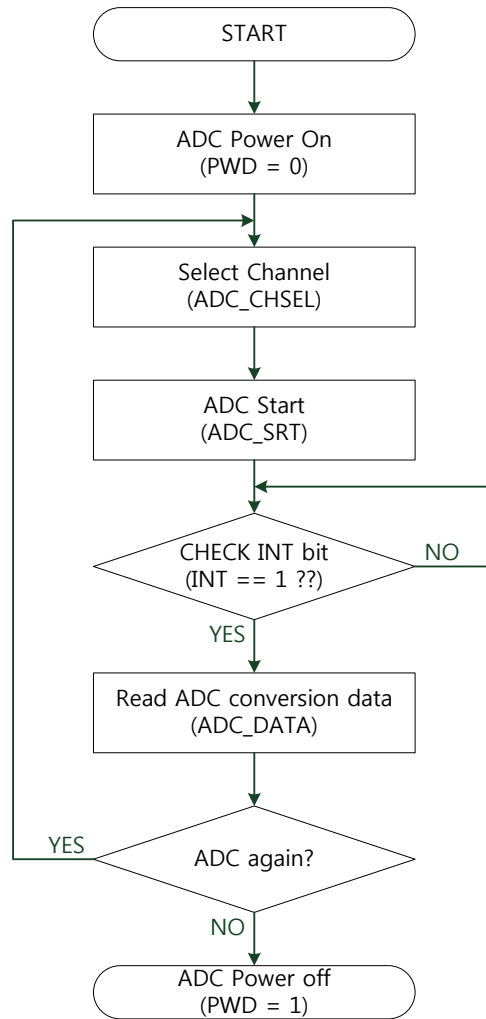 START
ADC Power On
(PWD = 0)
Select Channel
(ADC_CHSEL)
ADC Start
(ADC_SRT)
CHECK INT bit
(INT == 1 ??)
NO
YES
Read ADC conversion data
(ADC_DATA)
YES
ADC again?
NO
ADC Power off
(PWD = 1)